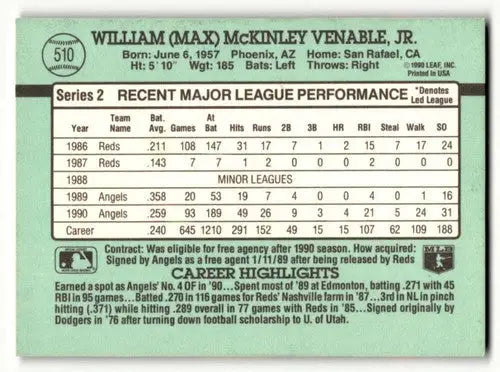 510
WILLIAM (MAX) McKINLEY VENABLE, JR.
Born: June 6, 1957 Phoenix, AZ Home: San Rafael, CA
Ht: 5' 10" Wgt: 185 Bats: Left Throws: Right
©1990 LEAF, INC.
Printed in USA
Series 2 RECENT MAJOR LEAGUE PERFORMANCE *Denotes Led League
Year Team Name Bat. Avg. Games At Bat Hits Runs 2B 3B HR RBI Steal Walk SO
1986 Reds .211 108 147 31 17 7 1 2 15 7 17 24
1987 Reds .143 7 7 1 2 1 0 0 2 0 0 0
1988 MINOR LEAGUES
1989 Angels .358 20 53 19 7 4 0 0 4 0 1 16
1990 Angels .259 93 189 49 26 9 3 4 21 5 24 31
Career .240 645 1210 291 152 49 15 15 107 62 109 188
Contract: Was eligible for free agency after 1990 season. How acquired:
Signed by Angels as a free agent 1/11/89 after being released by Reds
CAREER HIGHLIGHTS
Earned a spot as Angels' No. 4 OF in '90...Spent most of '89 at Edmonton, batting .271 with 45
RBI in 95 games...Batted .270 in 116 games for Reds' Nashville farm in '87...3rd in NL in pinch
hitting (.371) while hitting .289 overall in 77 games with Reds in '85...Signed originally by
Dodgers in '76 after turning down football scholarship to U. of Utah.
MLB